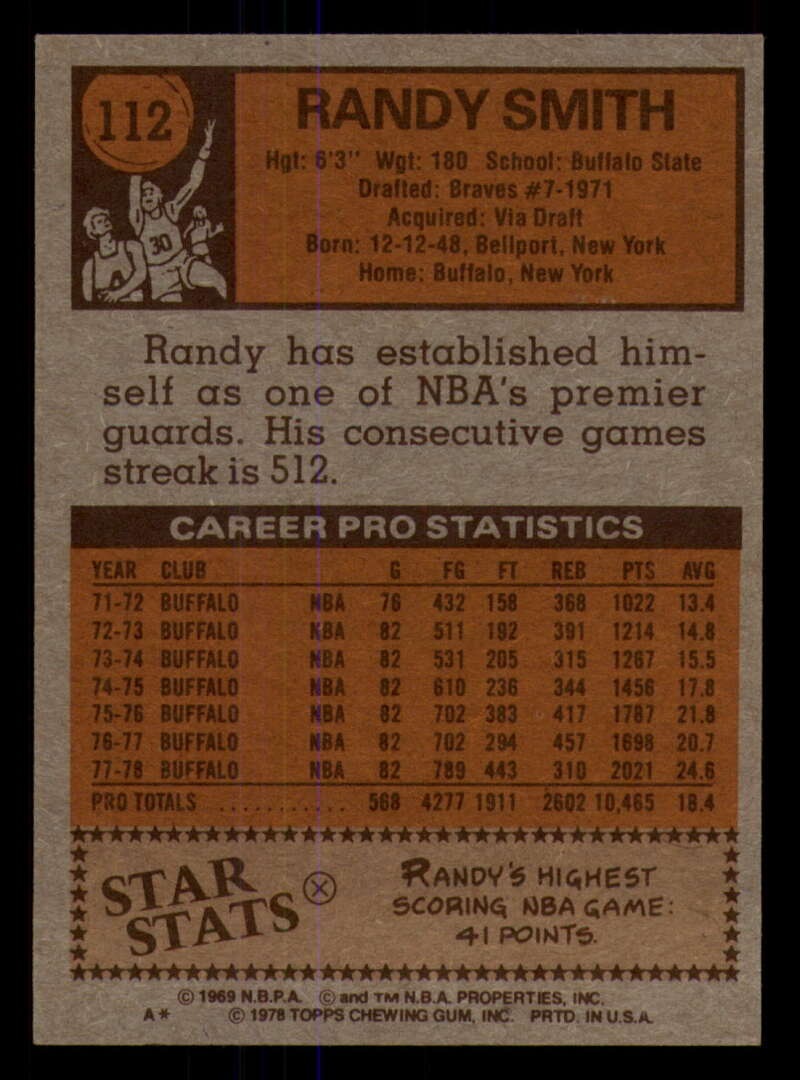 112
30
RANDY SMITH
Hgt: 6'3" Wgt: 180 School: Buffalo State
Drafted: Braves #7-1971
Acquired: Via Draft
Born: 12-12-48, Bellport, New York
Home: Buffalo, New York
Randy has established him-
self as one of NBA's premier
guards. His consecutive games
streak is 512.
CAREER PRO STATISTICS
YEAR CLUB G FG FT REB PTS AVG
71-72 BUFFALO NBA 76 432 158 368 1022 13.4
72-73 BUFFALO NBA 82 511 192 391 1214 14.8
73-74 BUFFALO NBA 82 531 205 315 1267 15.5
74-75 BUFFALO NBA 82 610 236 344 1456 17.8
75-76 BUFFALO NBA 82 702 383 417 1787 21.8
76-77 BUFFALO NBA 82 702 294 457 1698 20.7
77-78 BUFFALO NBA 82 789 443 310 2021 24.6
PRO TOTALS ........... 568 4277 1911 2602 10,465 18.4
STAR
STATS
RANDY'S HIGHEST
SCORING NBA GAME:
41 POINTS.
© 1969 N.B.P.A. © and TM N.B.A. PROPERTIES, INC.
A* © 1978 TOPPS CHEWING GUM, INC. PRTD. IN U.S.A.